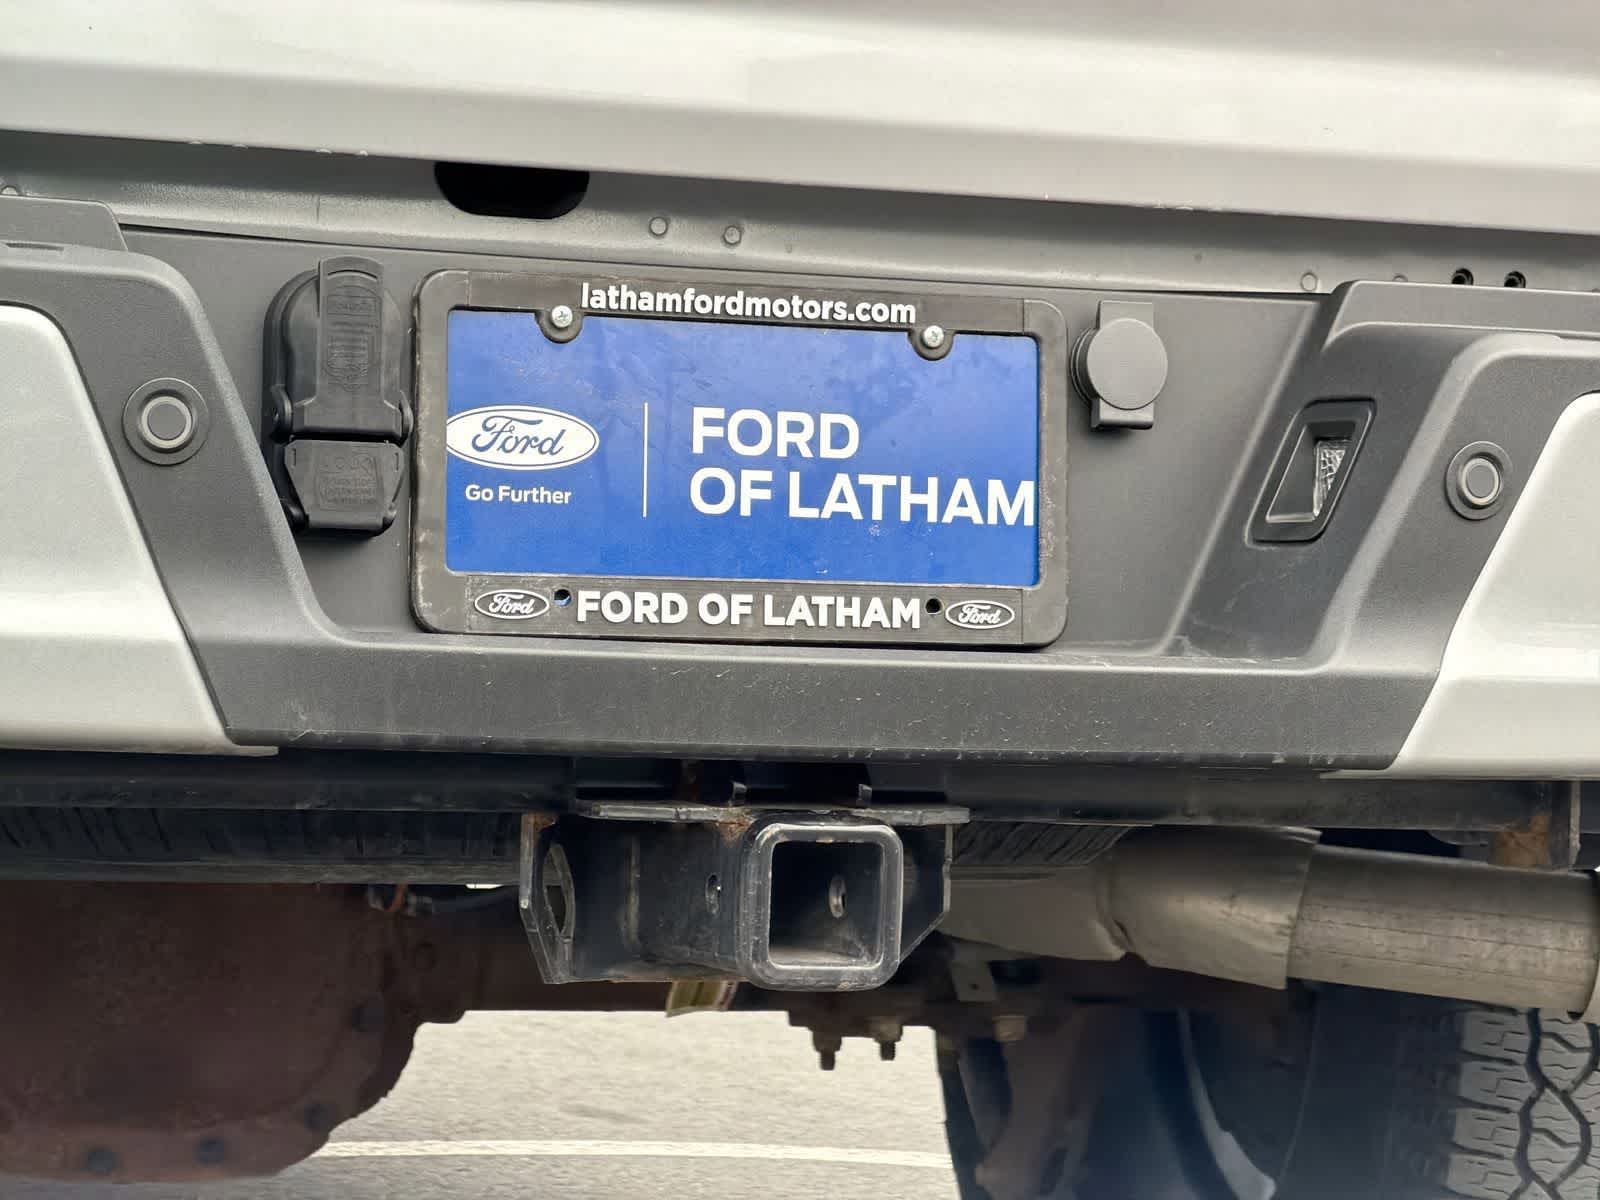 lathamfordmotors.com
Ford
Go Further
FORD
OF LATHAM
Ford FORD OF LATHAM Ford